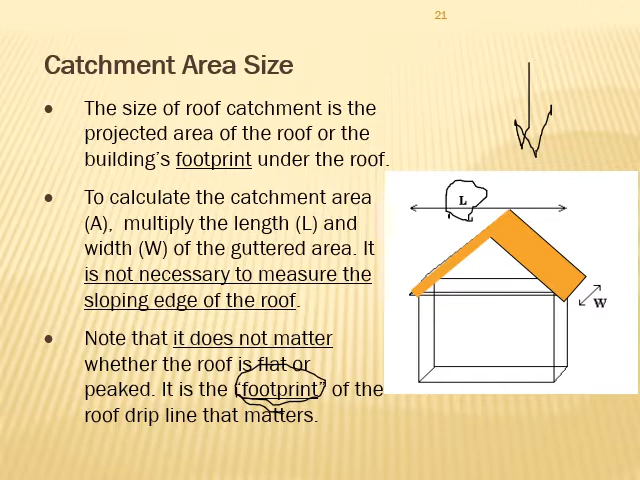 21
Catchment Area Size
• The size of roof catchment is the
projected area of the roof or the
building's footprint under the roof.
• To calculate the catchment area
(A),  multiply the length (L) and
width (W) of the guttered area. It
is not necessary to measure the
sloping edge of the roof.
• Note that it does not matter
whether the roof is flat or
peaked. It is the “footprint” of the
roof drip line that matters.
L
W